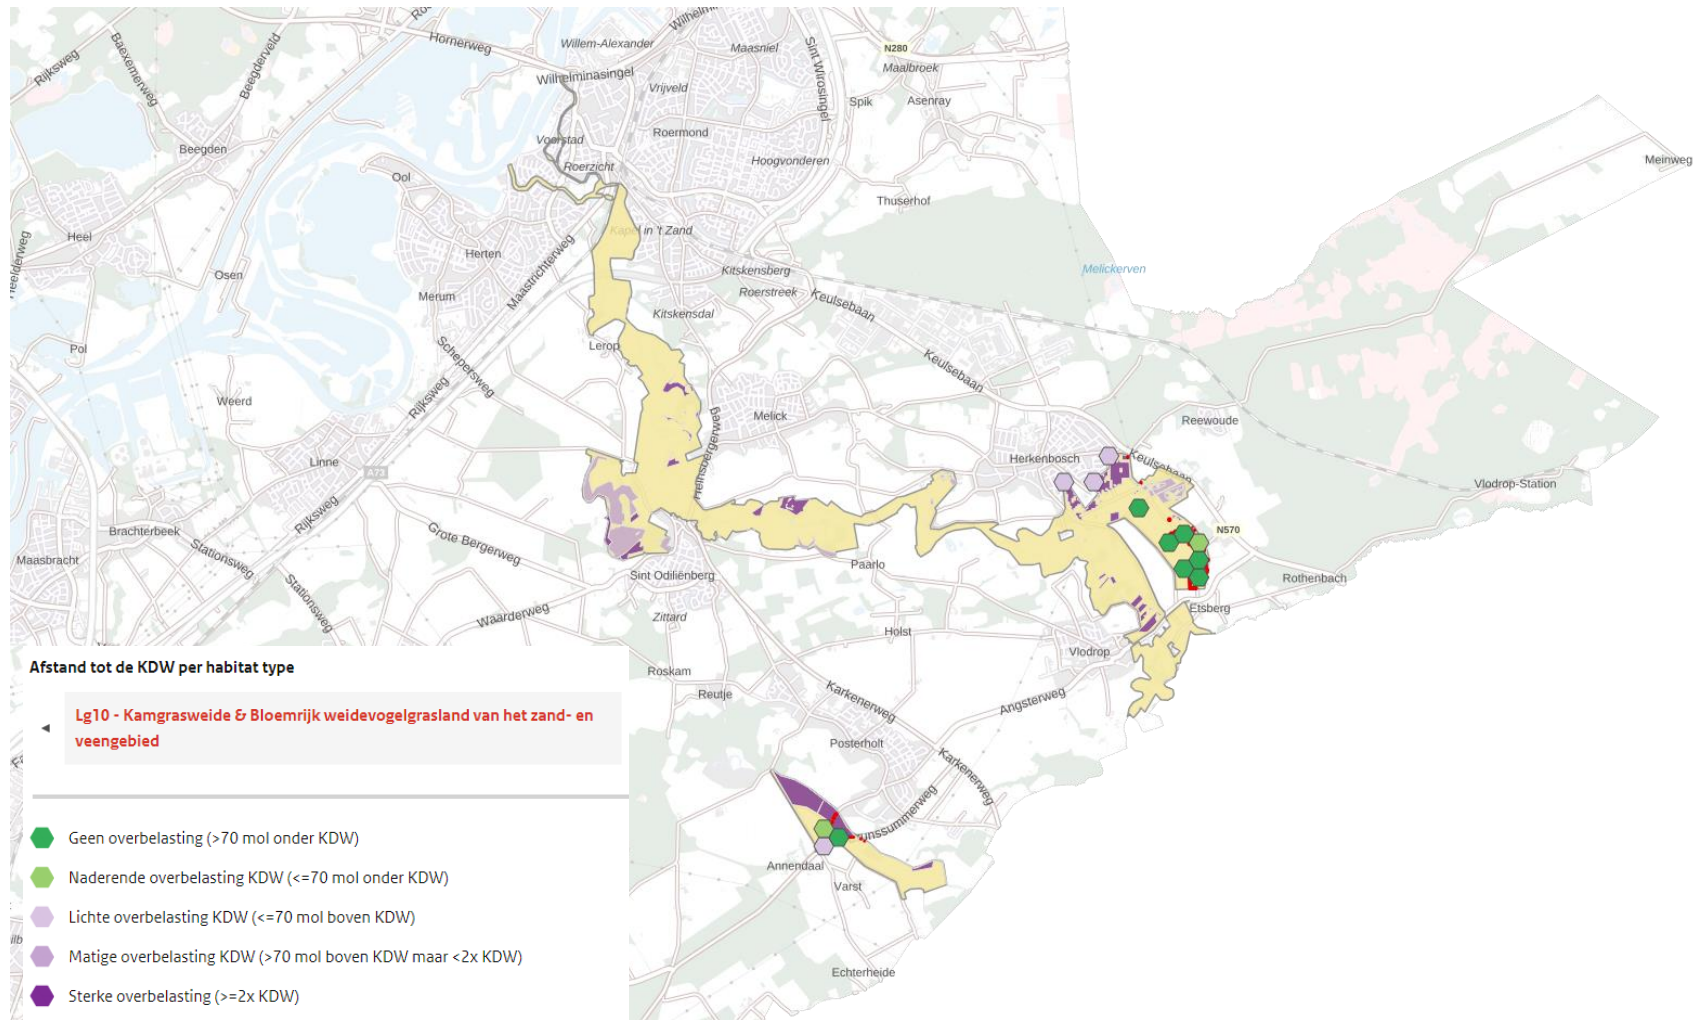 Wilhelmin
Hornerweg
Willem-Alexander
Maasniel
N280
Rijksweg
Baexemerweg
Beegderveld
Wilhelminasingel
Sint Wirosingel
Maalbroek
Vrijveld
Spik
Asenray
Voorstad
Roermond
Beegden
Roerzicht
Hoogvonderen
Meinweg
Ool
Thuserhof
Heel
Kapel in 't Zand
Herten
Heelderweg
Osen
Maastrichterweg
Kitskensberg
Melickerven
Merum
Roerstreek
Keulsebaan
Kitskensdal
Pol
Lerop
Schepersweg
Keulsebaan
Rijksweg
Weerd
Melick
Reewoude
Heinsbergerweg
Linne
A73
Herkenbosch
Keulsebaan
Vlodrop-Station
Rijksweg
Brachterbeek
Grote Bergerweg
N570
Maasbracht
Stationsweg
Paarlo
Sint Odiliënberg
Rothenbach
Stationsweg
Waarderweg
Etsberg
Zittard
Holst
Vlodrop
Roskam
Reutje
Karkenerweg
Angsterweg
Posterholt
Karkenerweg
unssummerweg
Annendaal
Varst
Echterheide
Afstand tot de KDW per habitat type
Lg10 - Kamgrasweide & Bloemrijk weidevogelgrasland van het zand- en
veengebied
Geen overbelasting (>70 mol onder KDW)
Naderende overbelasting KDW (<=70 mol onder KDW)
Lichte overbelasting KDW (<=70 mol boven KDW)
Matige overbelasting KDW (>70 mol boven KDW maar <2x KDW)
Sterke overbelasting (>=2x KDW)